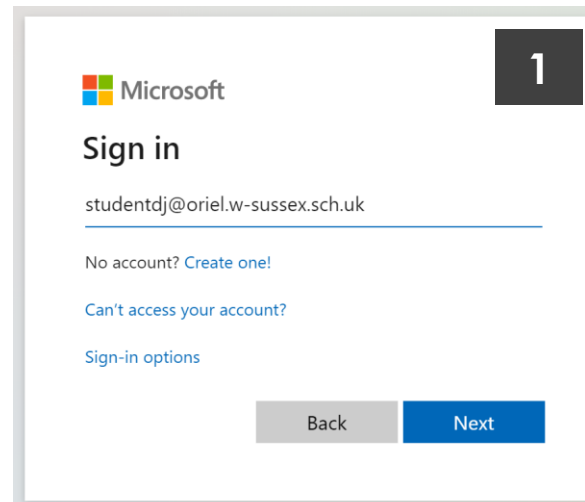 1
Microsoft
Sign in
studentdj@oriel.w-sussex.sch.uk
No account? Create one!
Can't access your account?
Sign-in options
Back Next